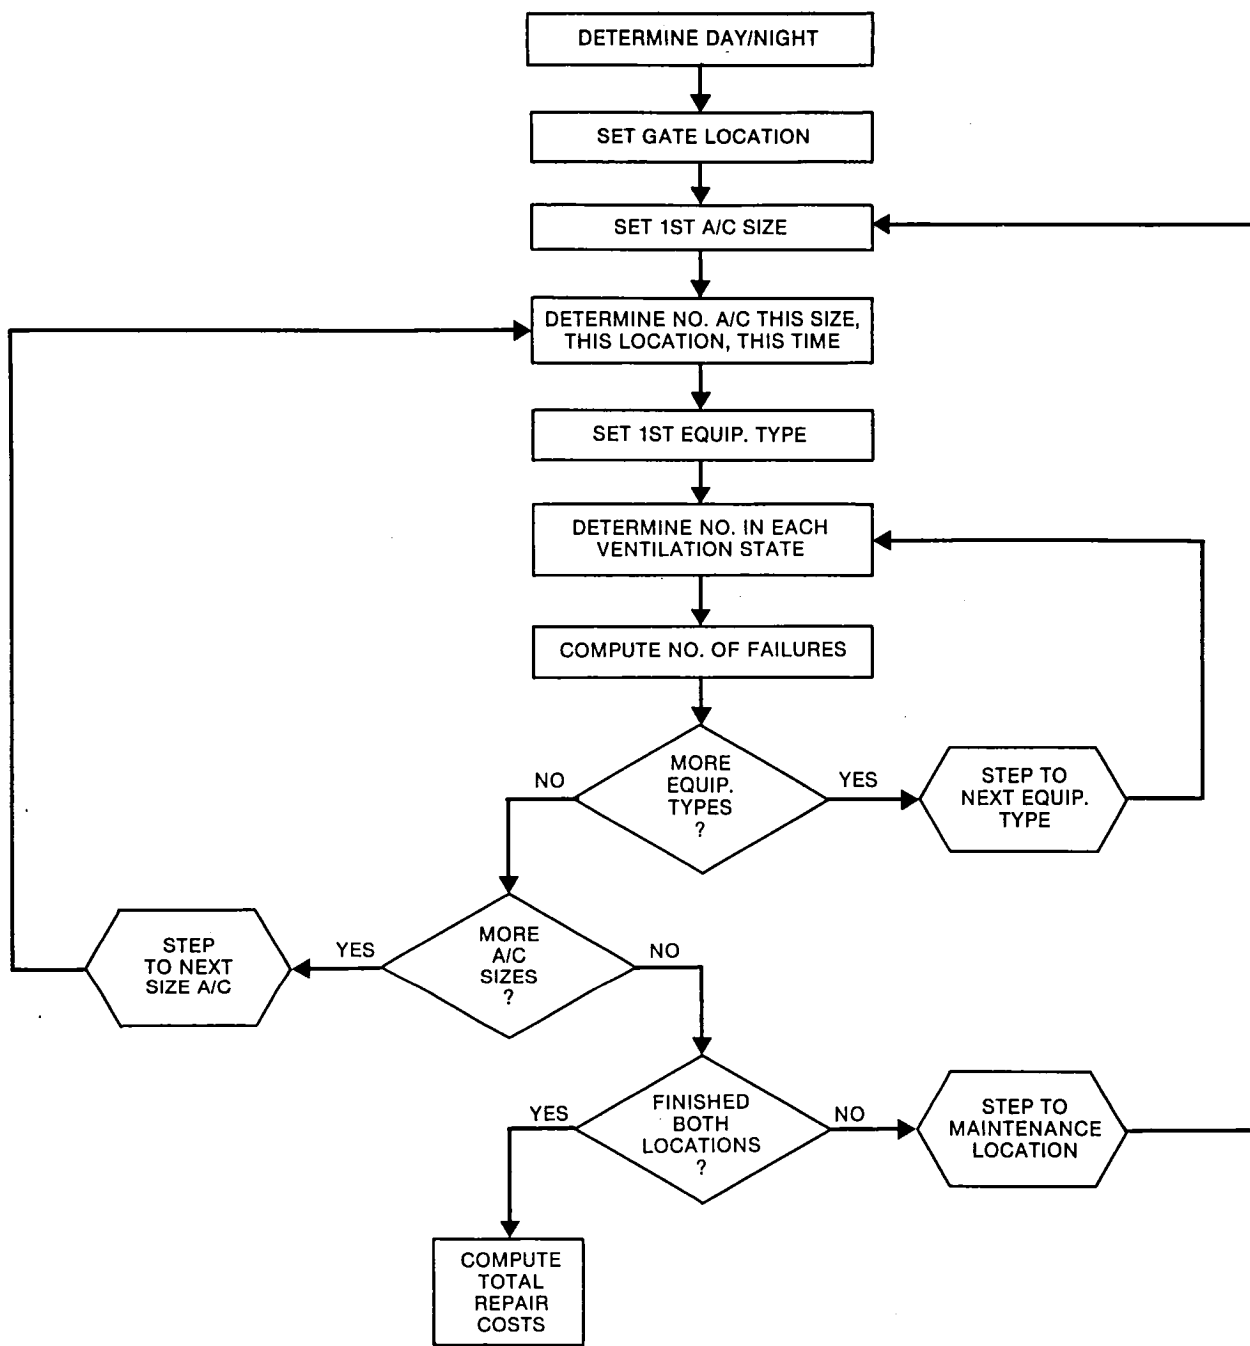 DETERMINE DAY/NIGHT
SET GATE LOCATION
SET 1ST A/C SIZE
DETERMINE NO. A/C THIS SIZE,
THIS LOCATION, THIS TIME
SET 1ST EQUIP. TYPE
DETERMINE NO. IN EACH
VENTILATION STATE
COMPUTE NO. OF FAILURES
MORE
EQUIP.
TYPES
?
NO
YES
STEP TO
NEXT EQUIP.
TYPE
MORE
A/C
SIZES
?
YES
NO
STEP
TO NEXT
SIZE A/C
FINISHED
BOTH
LOCATIONS
?
YES
NO
STEP TO
MAINTENANCE
LOCATION
COMPUTE
TOTAL
REPAIR
COSTS